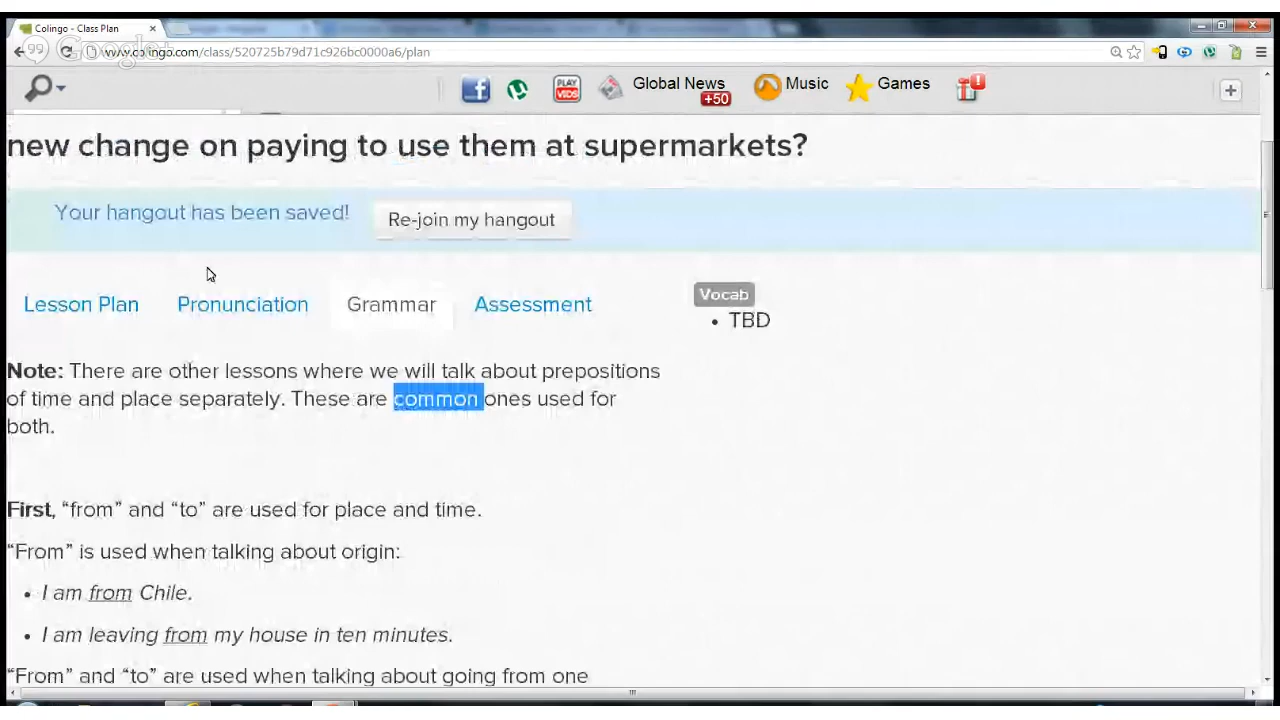 Colingo - Class Plan
99 Google+
www.colingo.com/class/520725b79d71c926bc0000a6/plan
PLAY VIDS
Global News
+50
Music
Games
1
new change on paying to use them at supermarkets?
Your hangout has been saved!
Re-join my hangout
Lesson Plan
Pronunciation
Grammar
Assessment
Vocab
• TBD
Note: There are other lessons where we will talk about prepositions
of time and place separately. These are common ones used for
both.
First, “from” and “to” are used for place and time.
“From” is used when talking about origin:
• I am from Chile.
• I am leaving from my house in ten minutes.
“From” and “to” are used when talking about going from one